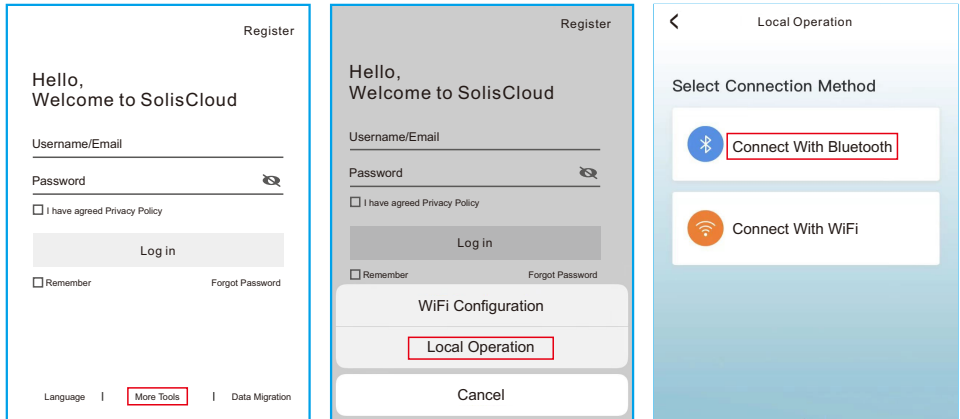 Register
Hello,
Welcome to SolisCloud
Username/Email
Password
I have agreed Privacy Policy
Log in
Remember Forgot Password
Language | More Tools | Data Migration
Register
Hello,
Welcome to SolisCloud
Username/Email
Password
I have agreed Privacy Policy
Log in
Remember Forgot Password
WiFi Configuration
Local Operation
Cancel
Local Operation
Select Connection Method
Connect With Bluetooth
Connect With WiFi